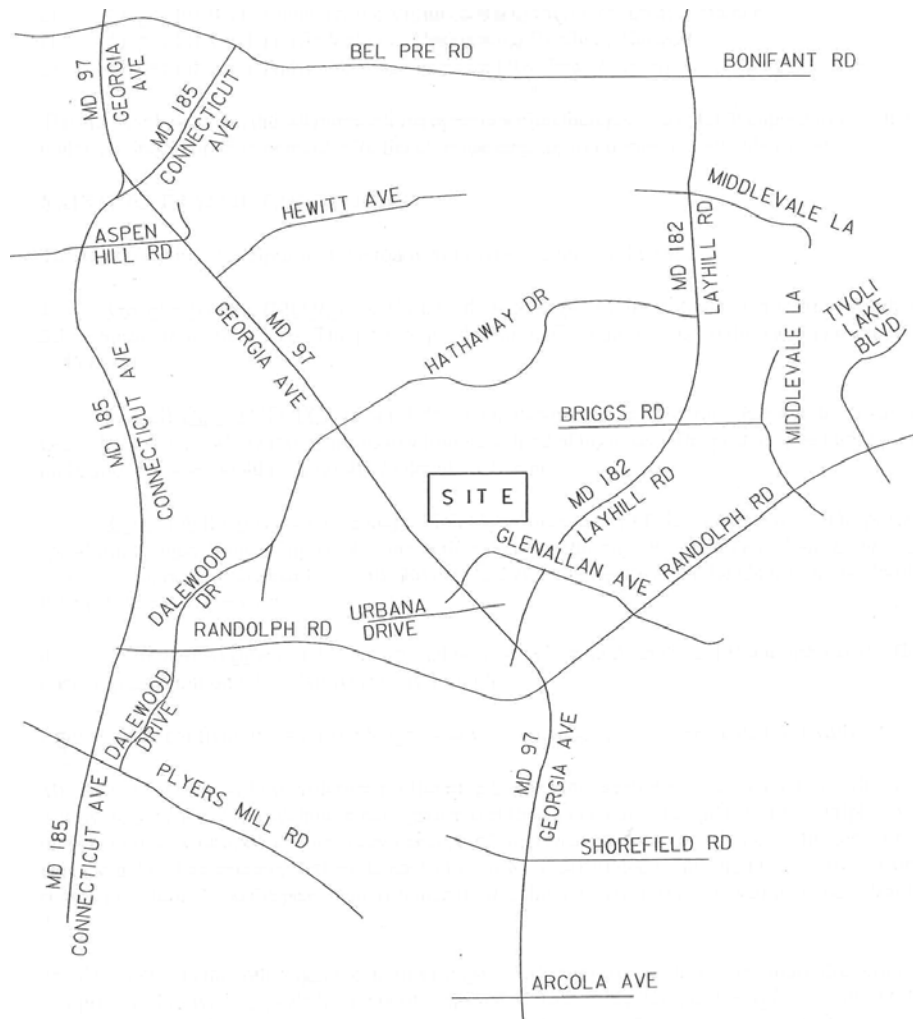 BEL PRE RD
BONIFANT RD
MD 97
GEORGIA
AVE
MD 185
CONNECTICUT
AVE
MIDDLEVALE LA
HEWITT AVE
ASPEN
HILL RD
MD 182
LAYHILL RD
MD 97
GEORGIA AVE
HATHAWAY DR
MIDDLEVALE LA
TIVOLI
LAKE
BLVD
MD 185
CONNECTICUT AVE
BRIGGS RD
SITE
MD 182
LAYHILL RD
GLENALLAN AVE
RANDOLPH RD
DALEWOOD
DR
URBANA
DRIVE
RANDOLPH RD
DALEWOOD
DRIVE
MD 97
GEORGIA AVE
PLYERS MILL RD
MD 185
CONNECTICUT AVE
SHOREFIELD RD
ARCOLA AVE